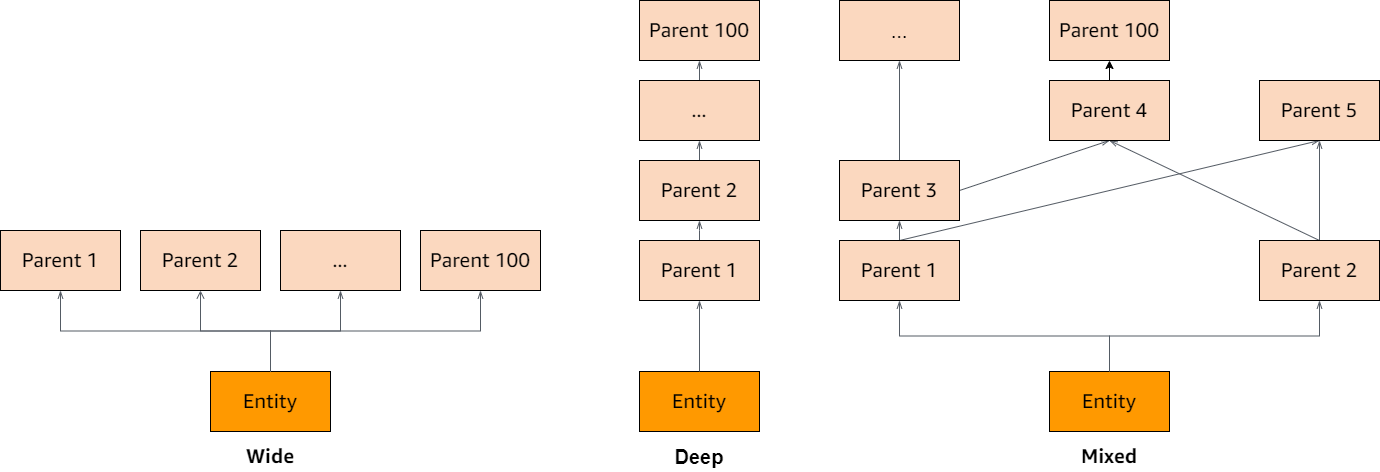 Parent 1
Parent 2
...
Parent 100
Entity
Wide
Parent 100
...
Parent 2
Parent 1
Entity
Deep
...
Parent 100
Parent 4
Parent 5
Parent 3
Parent 1
Parent 2
Entity
Mixed